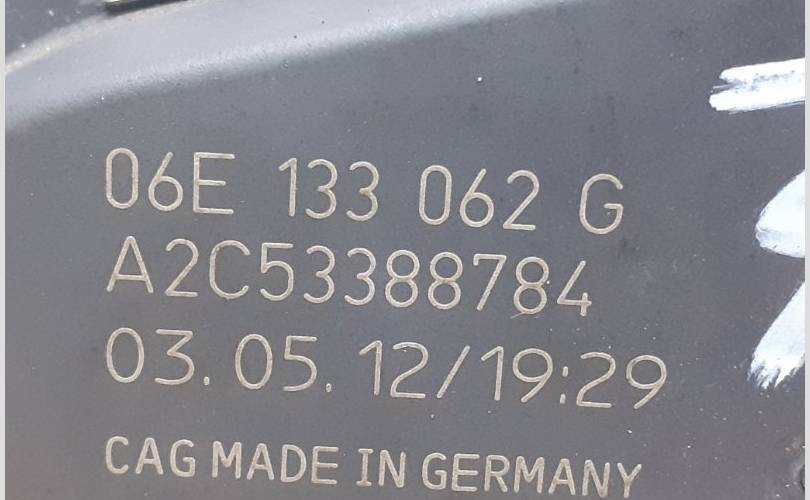 06E 133 062 G
A2C53388784
03.05.12/19:29
CAG MADE IN GERMANY